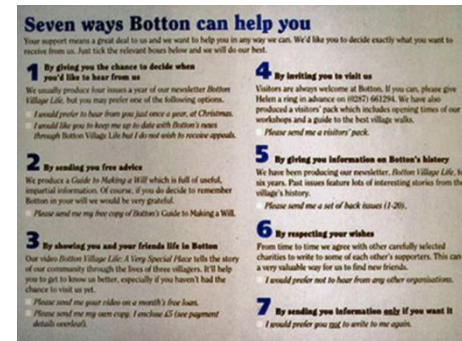 Seven ways Botton can help you
Your support means a great deal to us and we want to help you in any way we can. We'd like you to decide exactly what you want to
receive from us. Just tick the relevant boxes below and we will do our best.
1 By giving you the chance to decide when
you'd like to hear from us
We usually produce four issues a year of our newsletter Botton
Village Life, but you may prefer one of the following options.
I would prefer to hear from you just once a year, at Christmas.
I would like you to keep me up to date with Botton's news
through Botton Village Life but I do not wish to receive appeals.
2 By sending you free advice
We produce a Guide to Making a Will which is full of useful,
impartial information. Of course, if you do decide to remember
Botton in your will we would be very grateful.
Please send me my free copy of Botton's Guide to Making a Will.
3 By showing you and your friends life in Botton
Our video Botton Village Life: A Very Special Place tells the story
of our community through the lives of three villagers. It'll help
you to get to know us better, especially if you haven't had the
chance to visit us yet.
Please send me your video on a month's free loan.
Please send me my own copy. I enclose £5 (see payment
details overleaf).
4 By inviting you to visit us
Visitors are always welcome at Botton. If you can, please give
Helen a ring in advance on (0287) 661294. We have also
produced a visitors' pack which includes opening times of our
workshops and a guide to the best village walks.
Please send me a visitors' pack.
5 By giving you information on Botton's history
We have been producing our newsletter, Botton Village Life, fo
six years. Past issues feature lots of interesting stories from the
village's history.
Please send me a set of back issues (1-20).
6 By respecting your wishes
From time to time we agree with other carefully selected
charities to write to some of each other's supporters. This can
a very valuable way for us to find new friends.
I would prefer not to hear from any other organisations.
7 By sending you information only if you want it
I would prefer you not to write to me again.